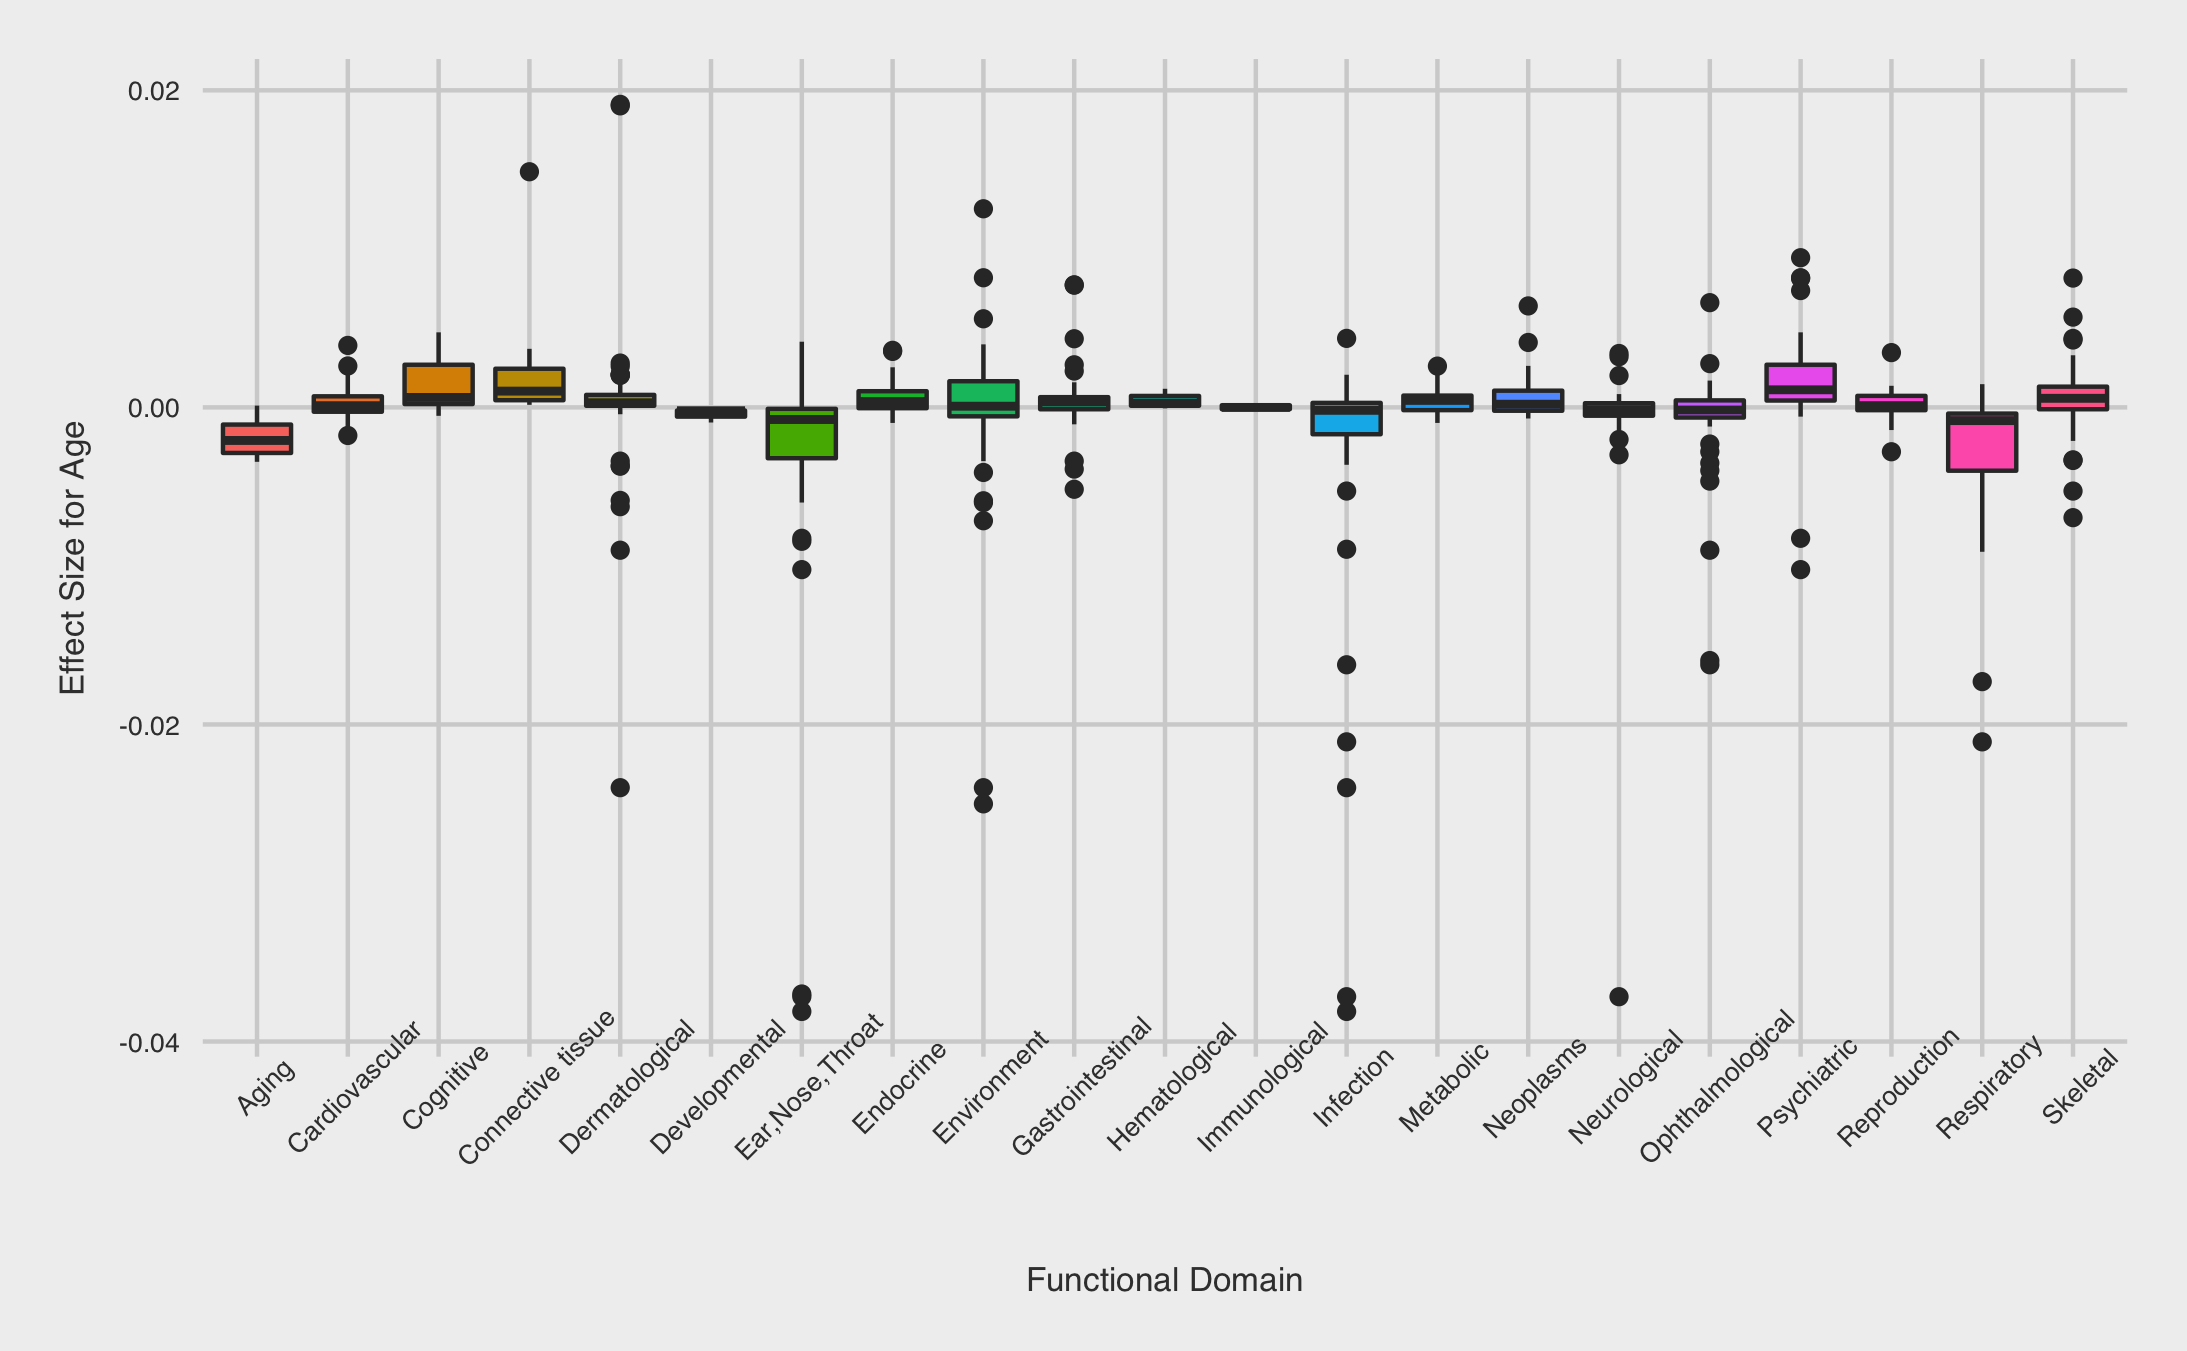 0.02
0.00
-0.02
-0.04
Effect Size for Age
Aging
Cardiovascular
Cognitive
Connective tissue
Dermatological
Developmental
Ear,Nose,Throat
Endocrine
Environment
Gastrointestinal
Hematological
Immunological
Infection
Metabolic
Neoplasms
Neurological
Ophthalmological
Psychiatric
Reproduction
Respiratory
Skeletal
Functional Domain